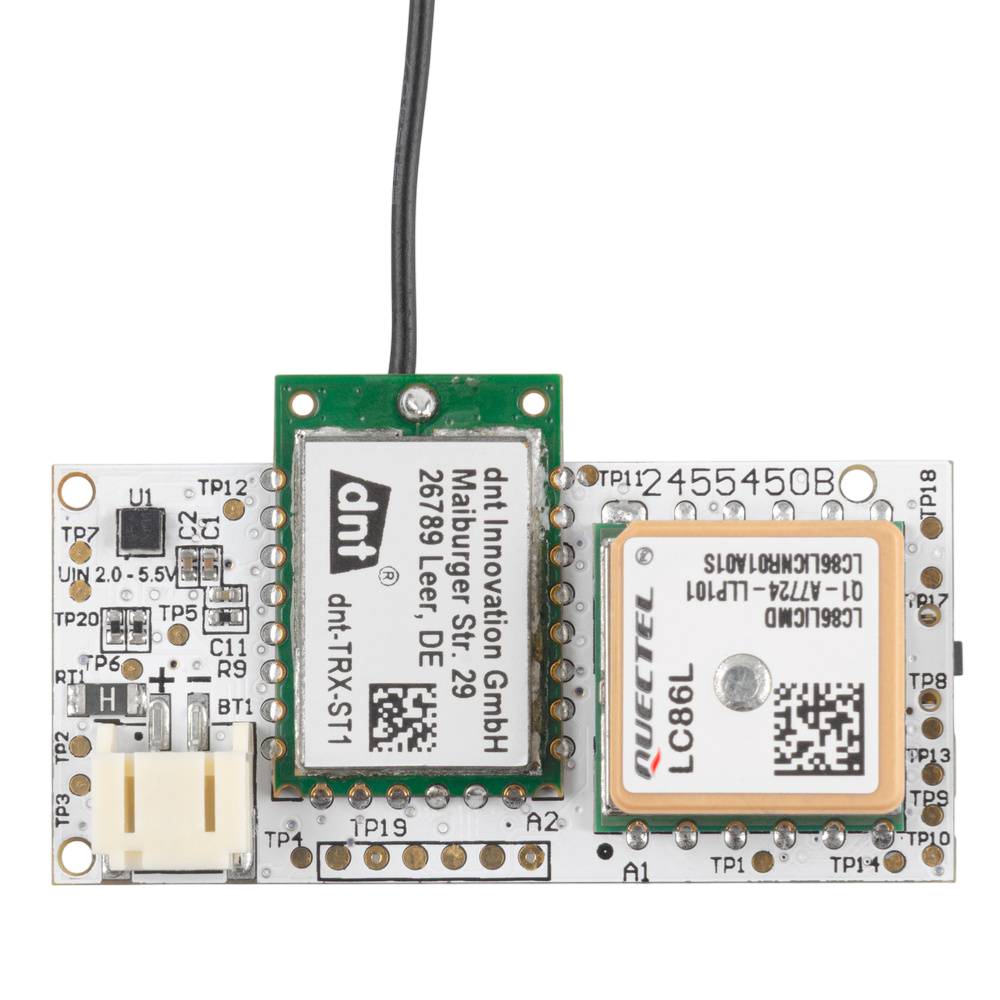 TP12
U1
TP7
C2
C1
UIN 2.0 - 5.5V
TP20
TP5
C11
TP6
R9
RT1
+ -
H
BT1
TP2
TP3
dnt
®
dnt Innovation GmbH
Maiburger Str. 29
26789 Leer, DE
dnt-TRX-ST1
TP4
TP19
A2
TP11
2455450B
TP18
QUECTEL
LC86L
LC86LICMD
Q1-A7724-LLP101
LC86LICNR01A01S
TP17
TP8
TP13
TP9
TP10
A1
TP1
TP14